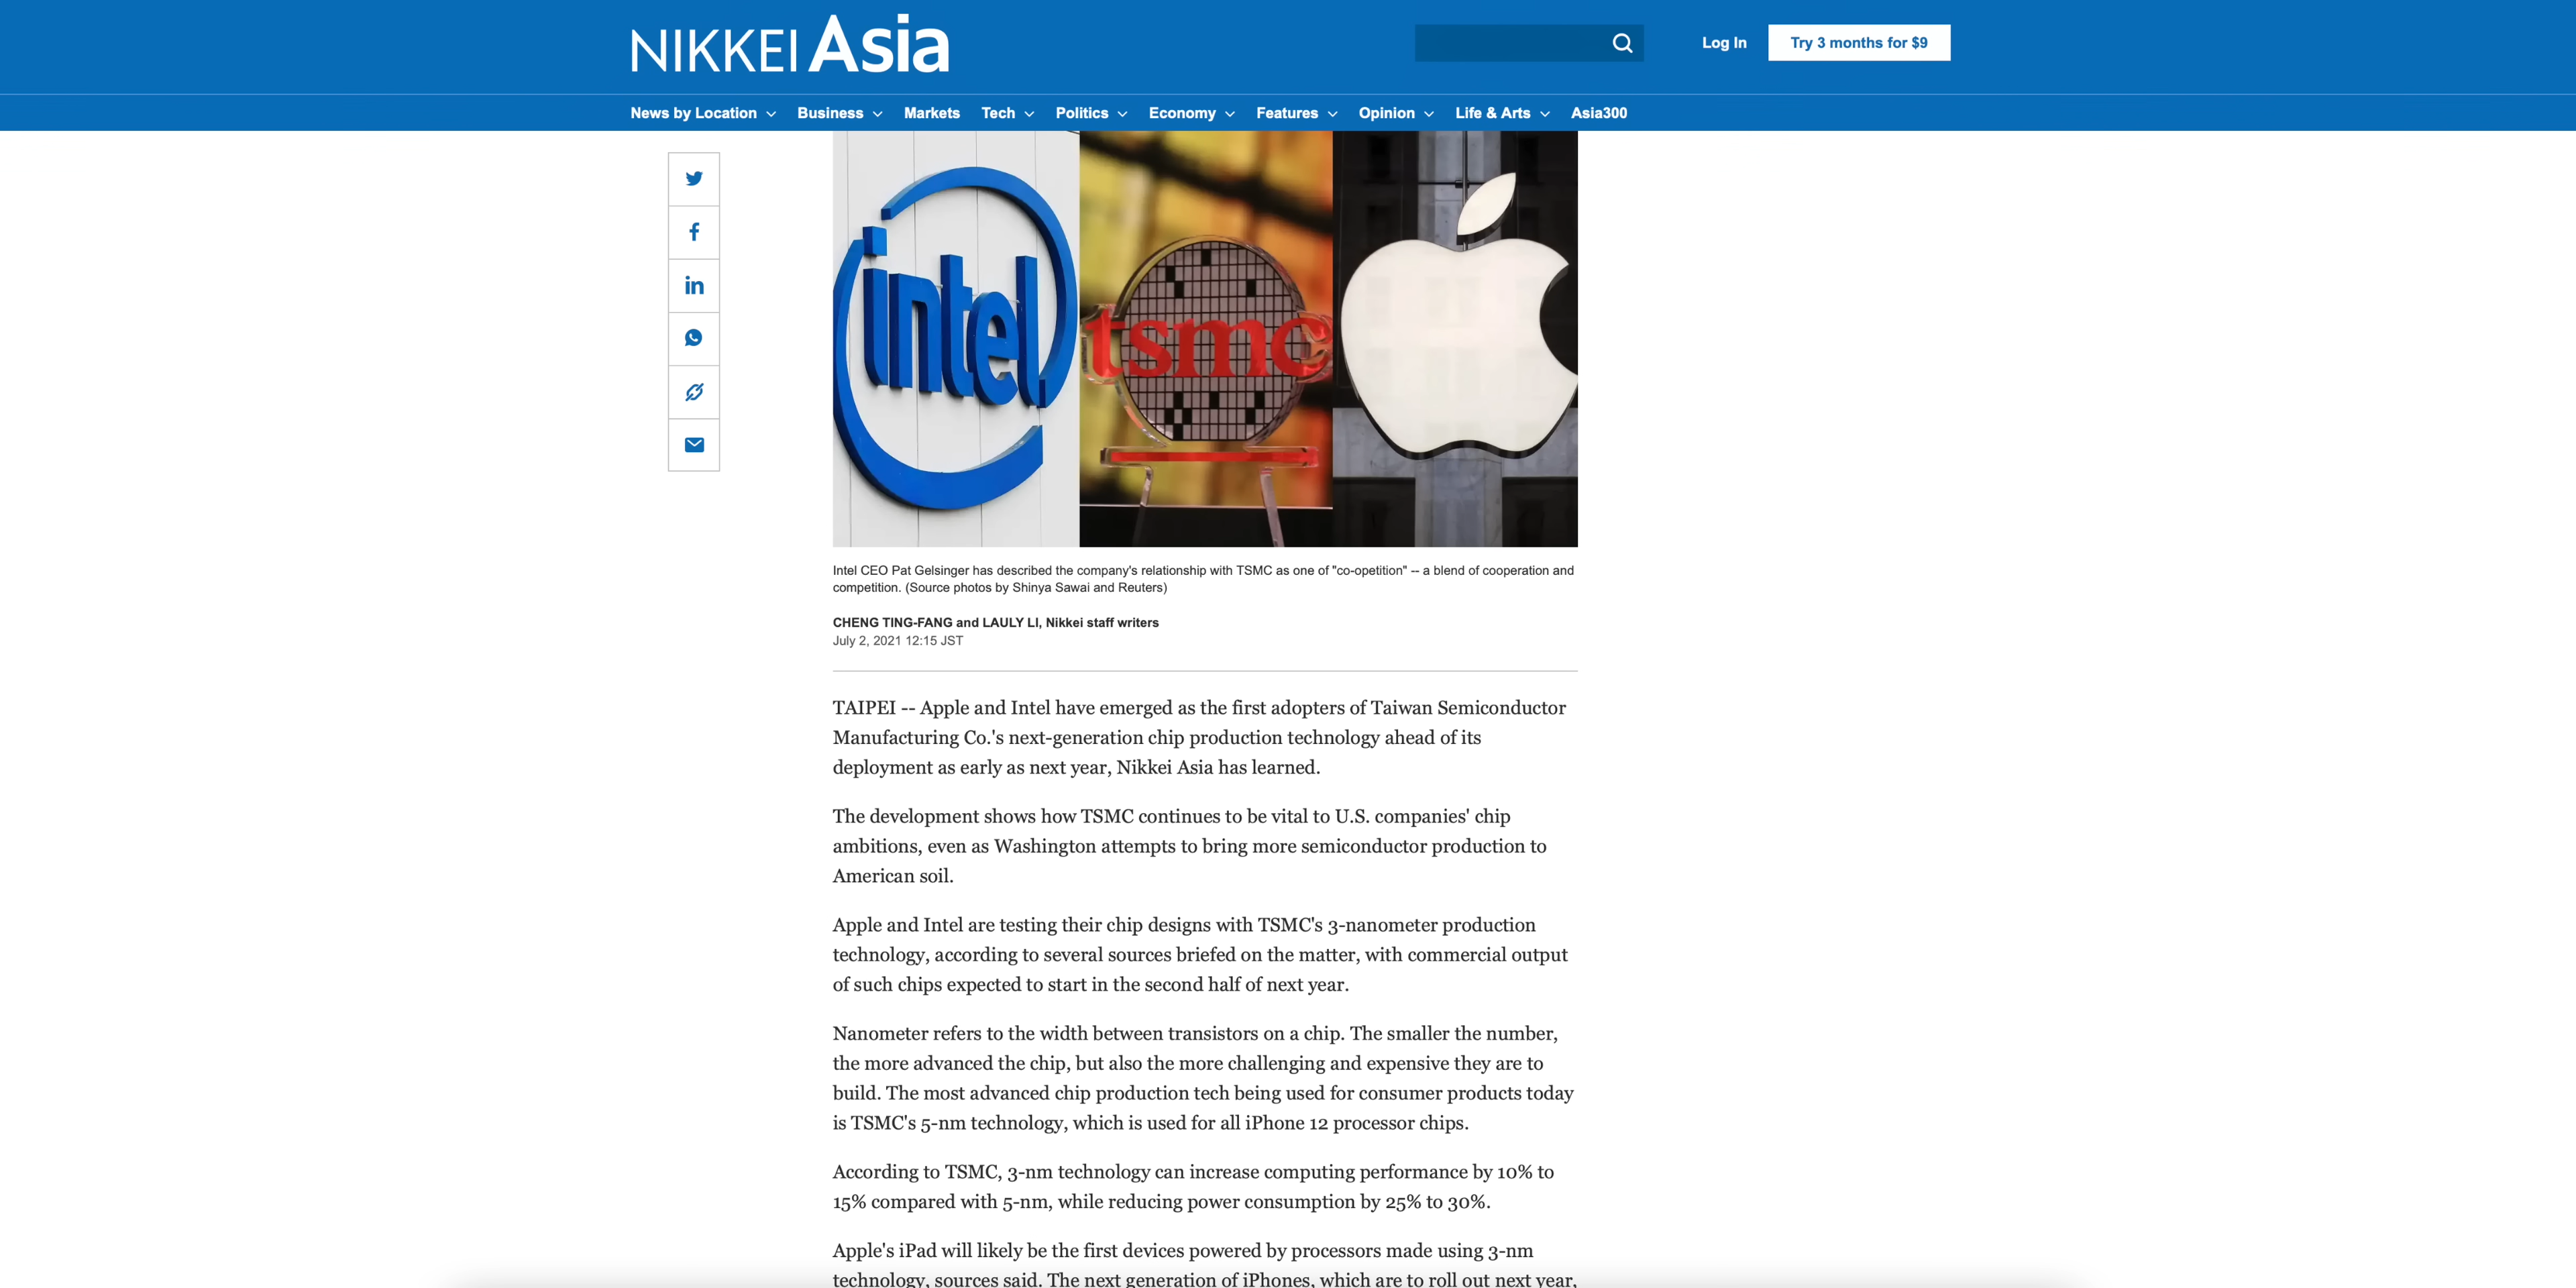 NIKKEI Asia
Log In
Try 3 months for $9
News by Location
Business
Markets
Tech
Politics
Economy
Features
Opinion
Life & Arts
Asia300
intel
tsmc
Intel CEO Pat Gelsinger has described the company's relationship with TSMC as one of "co-opetition" -- a blend of cooperation and
competition. (Source photos by Shinya Sawai and Reuters)
CHENG TING-FANG and LAULY LI, Nikkei staff writers
July 2, 2021 12:15 JST
TAIPEI -- Apple and Intel have emerged as the first adopters of Taiwan Semiconductor
Manufacturing Co.'s next-generation chip production technology ahead of its
deployment as early as next year, Nikkei Asia has learned.
The development shows how TSMC continues to be vital to U.S. companies' chip
ambitions, even as Washington attempts to bring more semiconductor production to
American soil.
Apple and Intel are testing their chip designs with TSMC's 3-nanometer production
technology, according to several sources briefed on the matter, with commercial output
of such chips expected to start in the second half of next year.
Nanometer refers to the width between transistors on a chip. The smaller the number,
the more advanced the chip, but also the more challenging and expensive they are to
build. The most advanced chip production tech being used for consumer products today
is TSMC's 5-nm technology, which is used for all iPhone 12 processor chips.
According to TSMC, 3-nm technology can increase computing performance by 10% to
15% compared with 5-nm, while reducing power consumption by 25% to 30%.
Apple's iPad will likely be the first devices powered by processors made using 3-nm
technology, sources said. The next generation of iPhones, which are to roll out next year,